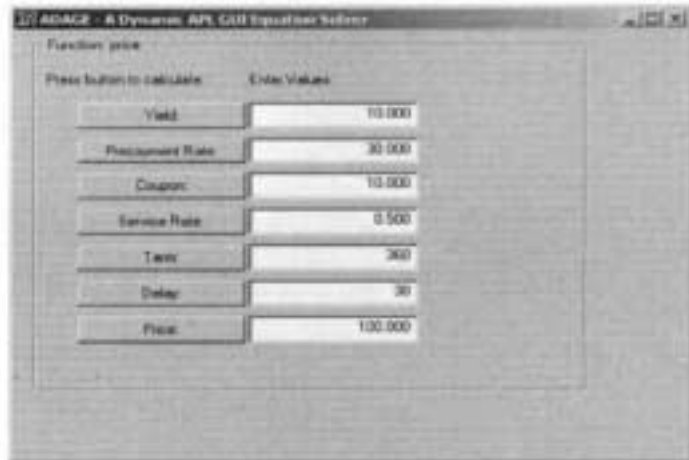 ADAGE - A Dynamic APL GUI Equation Solver
Function: price
Press button to calculate Enter Values
Yield: 10.000
Prepayment Rate: 30.000
Coupon: 10.000
Service Rate: 0.500
Term: 360
Delay: 30
Price: 100.000